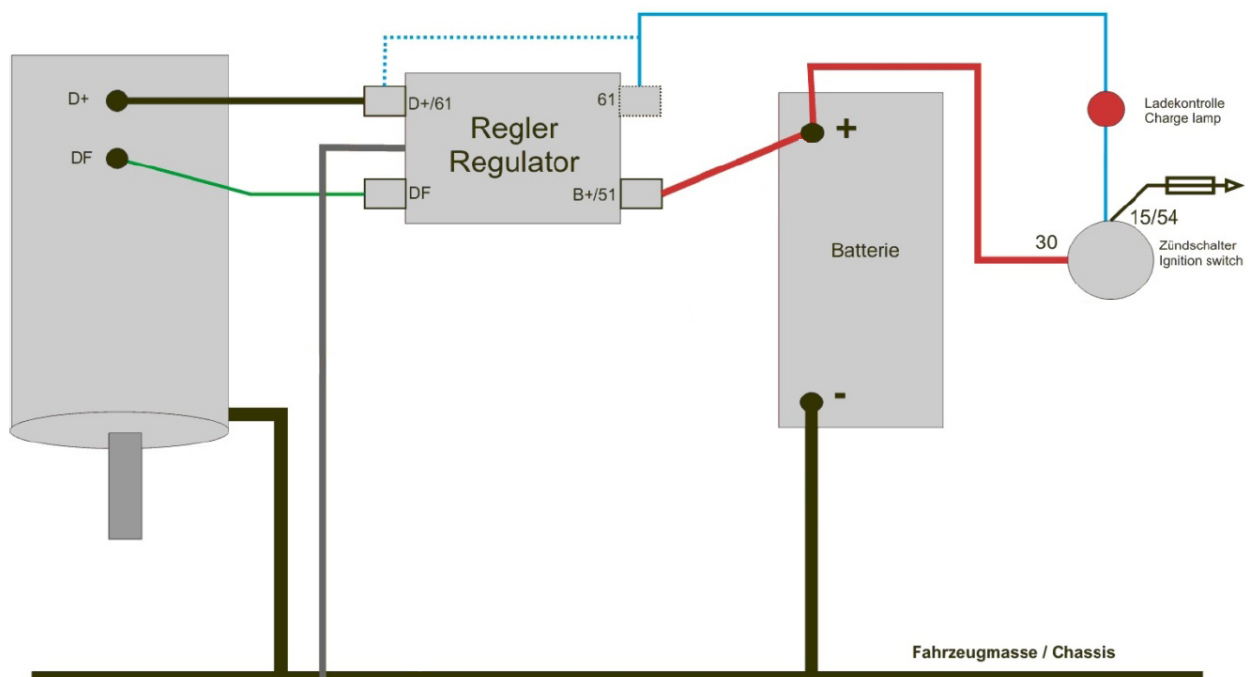 D+
DF
D+/61
61
Regler
Regulator
DF
B+/51
+
Batterie
-
Ladekontrolle
Charge lamp
15/54
30
Zündschalter
Ignition switch
Fahrzeugmasse / Chassis